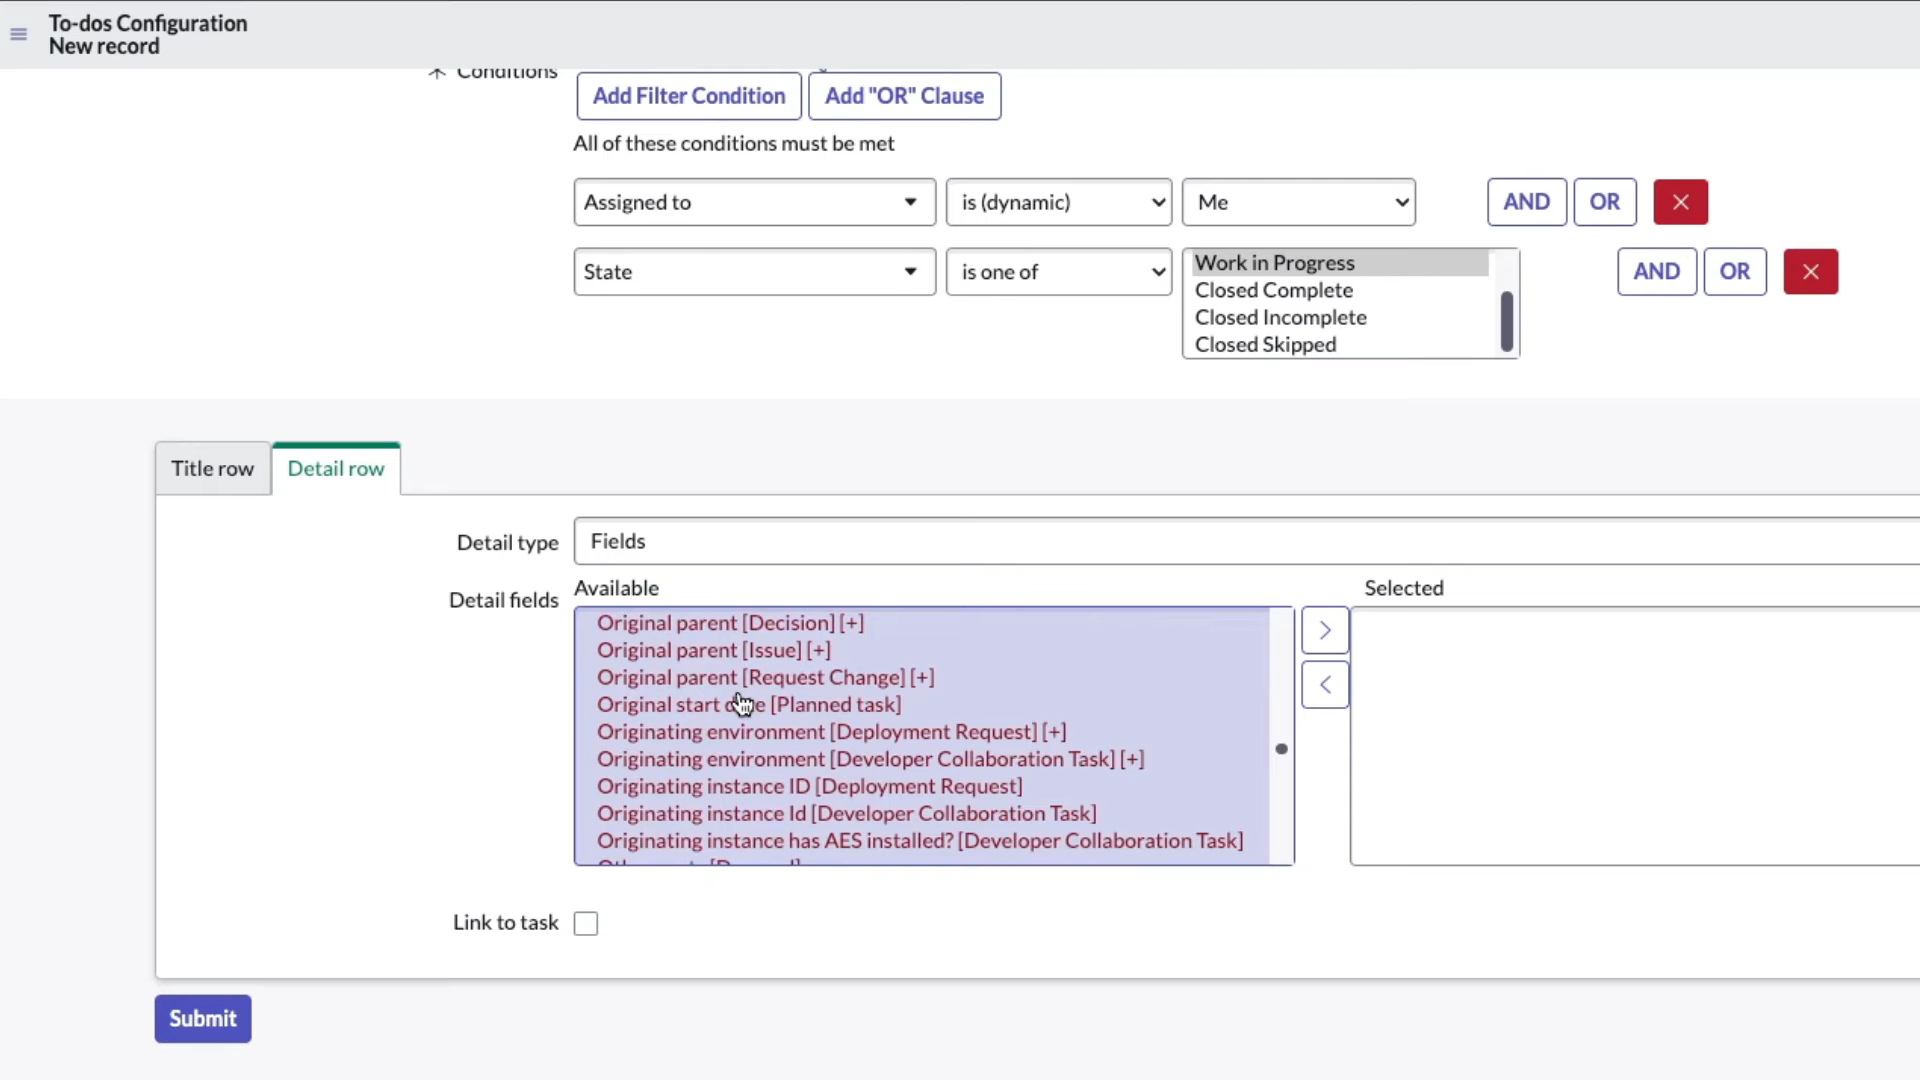 To-dos Configuration
New record
Conditions
Add Filter Condition
Add "OR" Clause
All of these conditions must be met
Assigned to
is (dynamic)
Me
AND
OR
State
is one of
Work in Progress
Closed Complete
Closed Incomplete
Closed Skipped
AND
OR
Title row
Detail row
Detail type
Fields
Detail fields
Available
Selected
Original parent [Decision] [+]
Original parent [Issue] [+]
Original parent [Request Change] [+]
Original start [Planned task]
Originating environment [Deployment Request] [+]
Originating environment [Developer Collaboration Task] [+]
Originating instance ID [Deployment Request]
Originating instance Id [Developer Collaboration Task]
Originating instance has AES installed? [Developer Collaboration Task]
Link to task
Submit